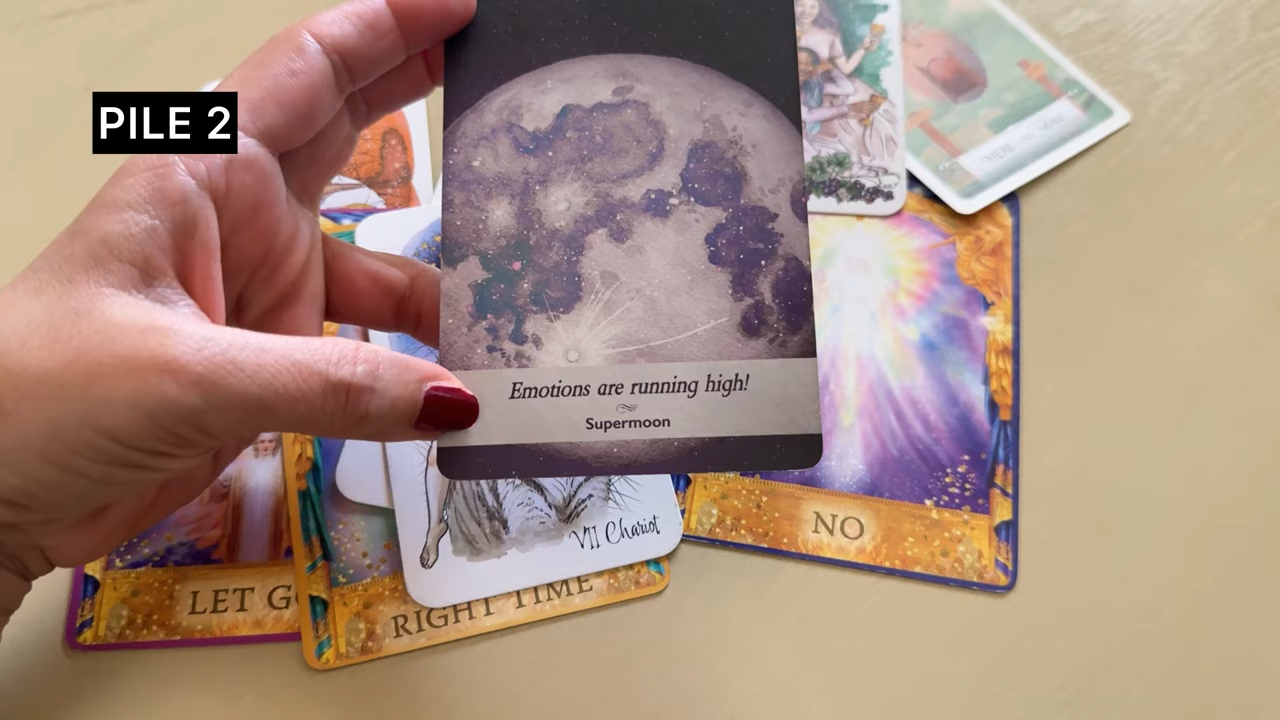 PILE 2
Emotions are running high!
Supermoon
VII Chariot
NO
LET G
RIGHT TIME